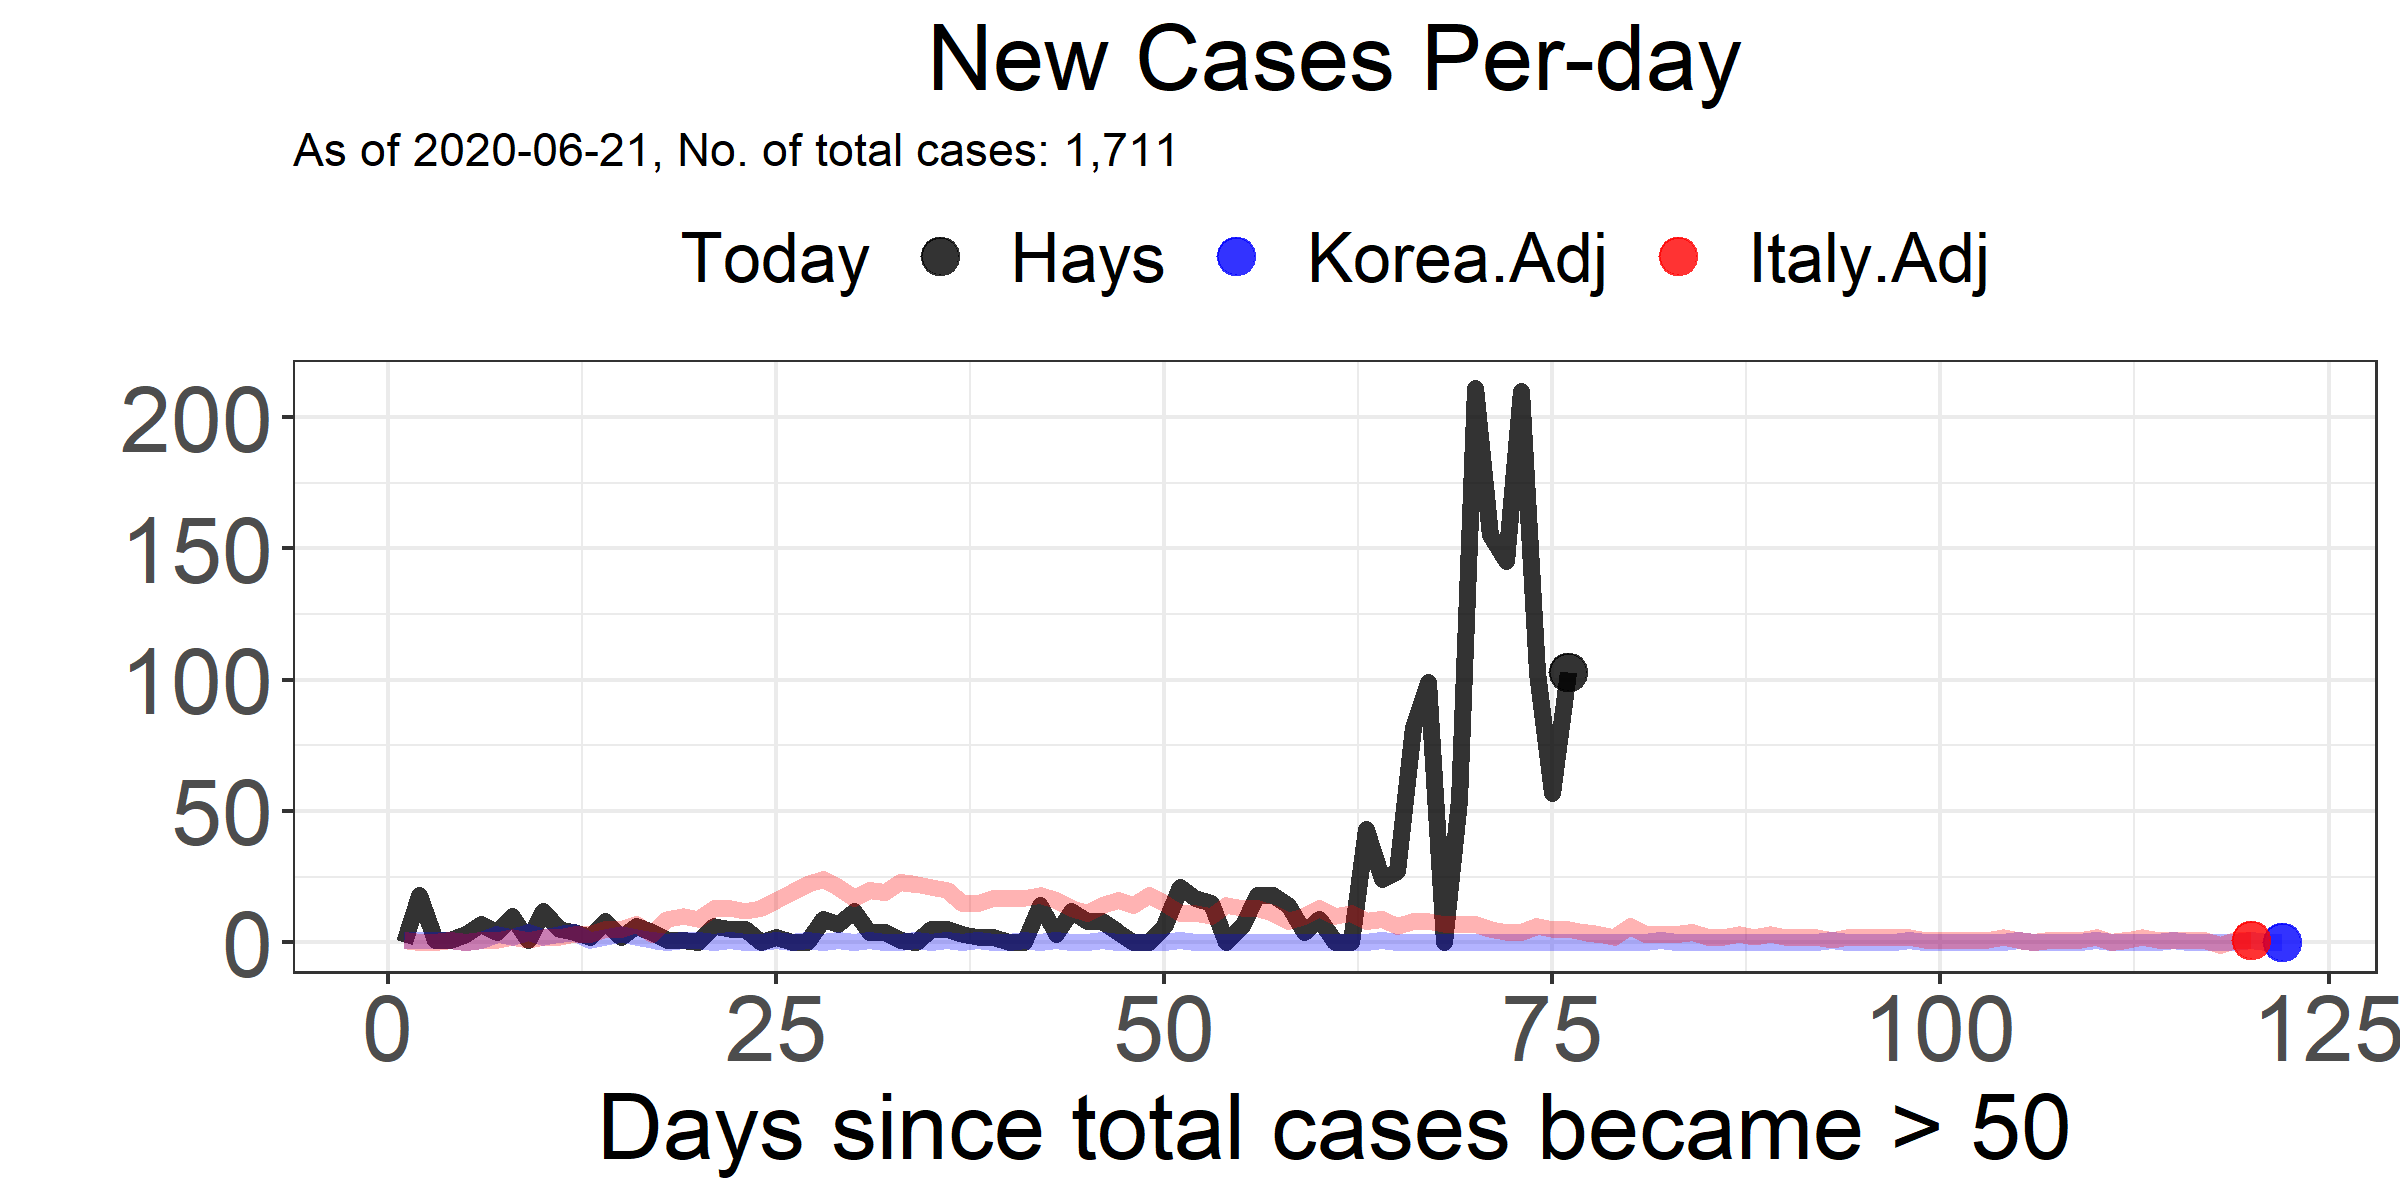 New Cases Per-day
As of 2020-06-21, No. of total cases: 1,711
Today Hays Korea.Adj Italy.Adj
200
150
100
50
0
0 25 50 75 100 125
Days since total cases became > 50